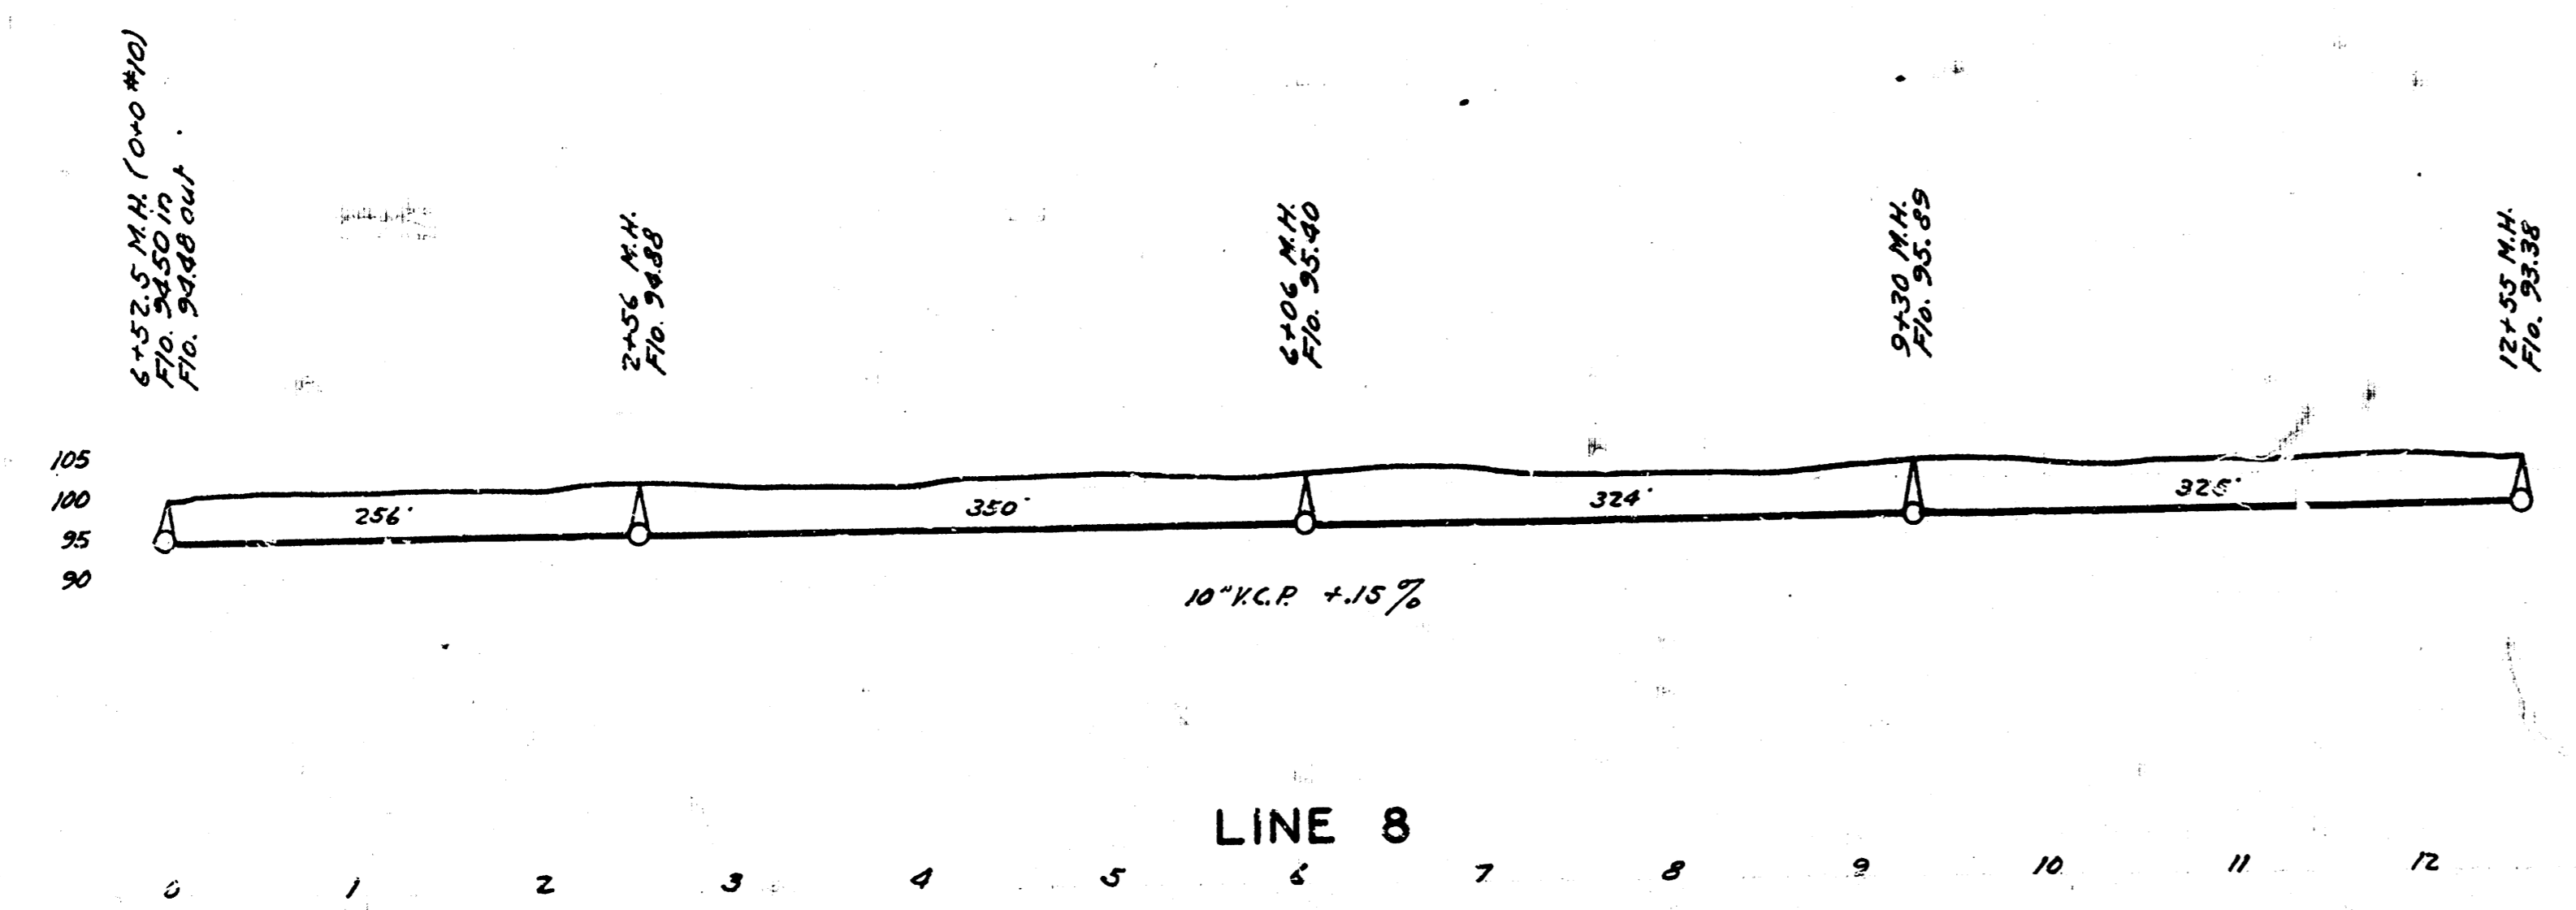 6+52.5 M.H. (0+0 #10)
Flo. 94.50 in
Flo. 94.48 out
2+56 M.H.
Flo. 94.88
6+06 M.H.
Flo. 95.40
9+30 M.H.
Flo. 95.89
12+55 M.H.
Flo. 93.38
105
100
95
90
256'
350'
324'
325'
10" V.C.P. +.15%
LINE 8
0 1 2 3 4 5 6 7 8 9 10 11 12